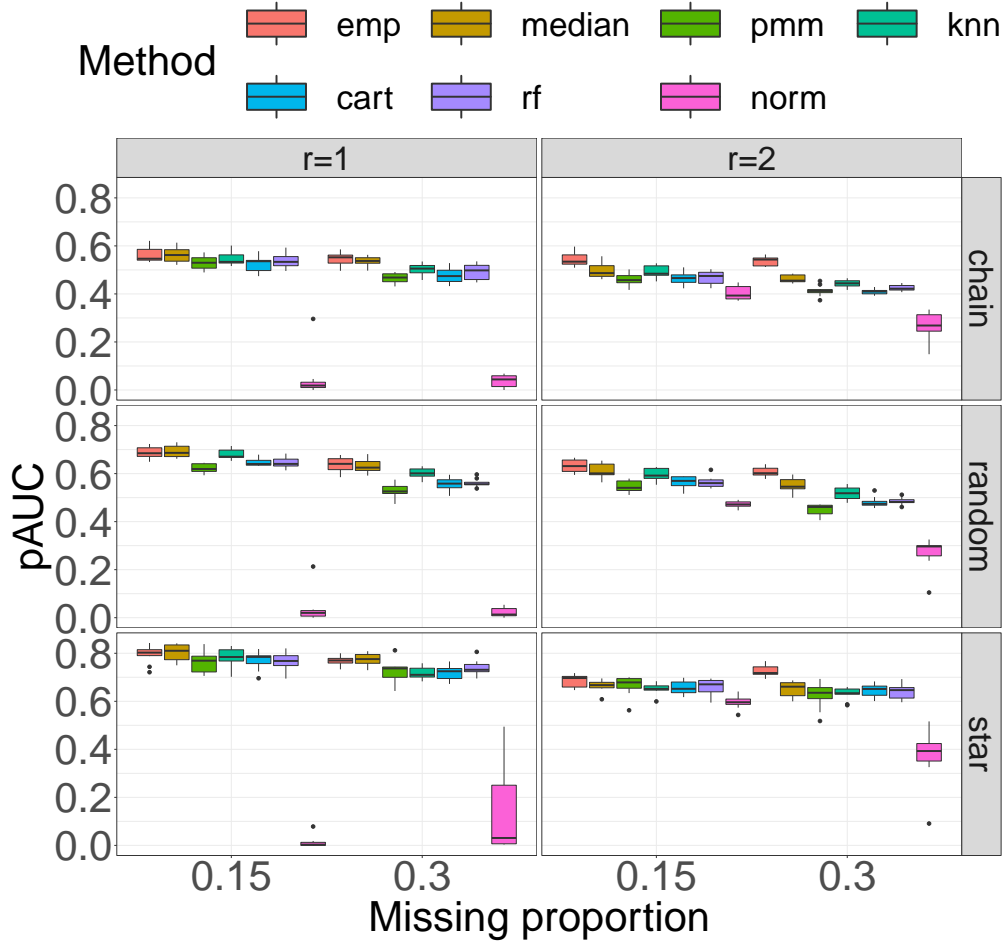 Method
emp median pmm knn
cart rf norm
r=1 r=2
0.8
0.6
0.4
0.2
0.0
chain
0.8
0.6
0.4
0.2
0.0
random
0.8
0.6
0.4
0.2
0.0
star
pAUC
0.15 0.3 0.15 0.3
Missing proportion